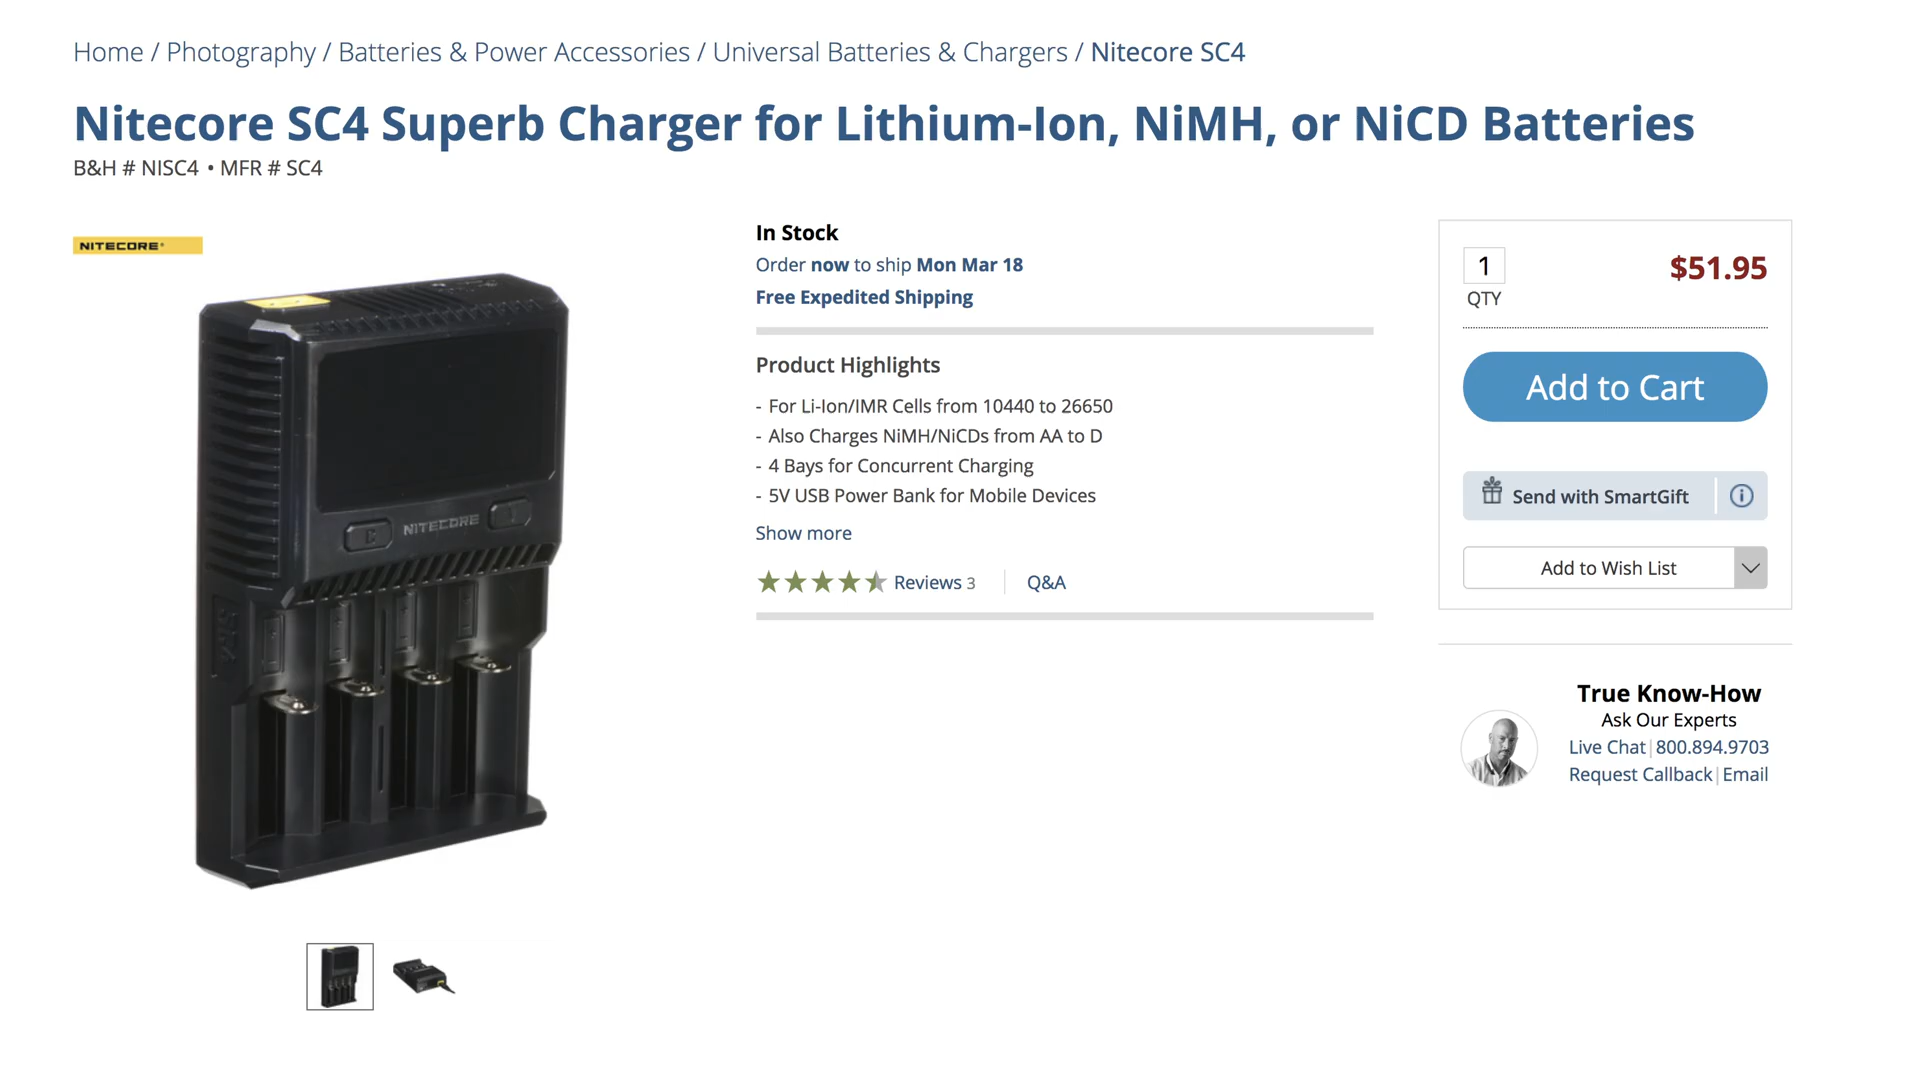 Home / Photography / Batteries & Power Accessories / Universal Batteries & Chargers / Nitecore SC4
Nitecore SC4 Superb Charger for Lithium-Ion, NiMH, or NiCD Batteries
B&H # NISC4 • MFR # SC4
NITECORE®
NITECORE
C
In Stock
Order now to ship Mon Mar 18
Free Expedited Shipping
Product Highlights
- For Li-Ion/IMR Cells from 10440 to 26650
- Also Charges NiMH/NiCDs from AA to D
- 4 Bays for Concurrent Charging
- 5V USB Power Bank for Mobile Devices
Show more
Reviews 3
Q&A
1
QTY
$51.95
Add to Cart
Send with SmartGift
Add to Wish List
True Know-How
Ask Our Experts
Live Chat | 800.894.9703
Request Callback | Email